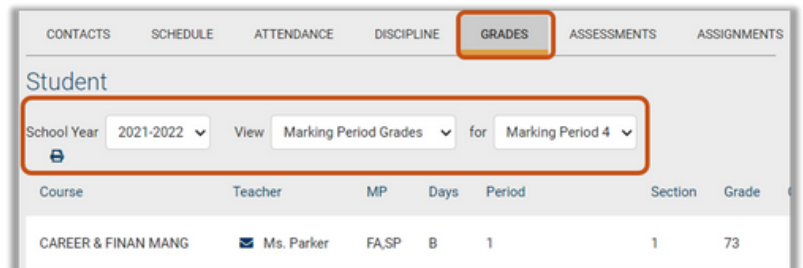 CONTACTS SCHEDULE ATTENDANCE DISCIPLINE GRADES ASSESSMENTS ASSIGNMENTS
Student
School Year 2021-2022 View Marking Period Grades for Marking Period 4
Course Teacher MP Days Period Section Grade
CAREER & FINAN MANG Ms. Parker FA,SP B 1 1 73